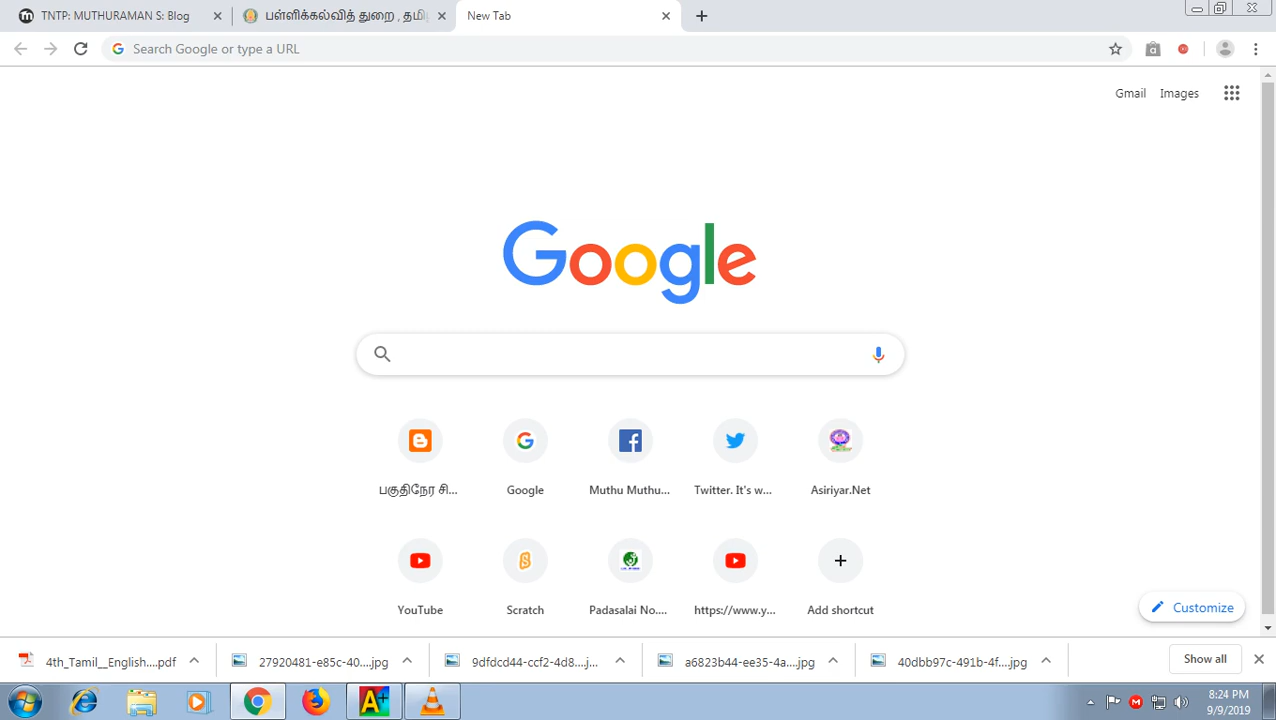 TNTP: MUTHURAMAN S: Blog
பள்ளிக்கல்வித் துறை , தமி
New Tab
Search Google or type a URL
Gmail Images
Google
பகுதிநேர சி... Google Muthu Muthu... Twitter. It's w... Asiriyar.Net
YouTube Scratch Padasalai No.... https://www.y... Add shortcut
Customize
4th_Tamil__English....pdf 27920481-e85c-40....jpg 9dfdcd44-ccf2-4d8....j... a6823b44-ee35-4a....jpg 40dbb97c-491b-4f....jpg Show all
8:24 PM
9/9/2019